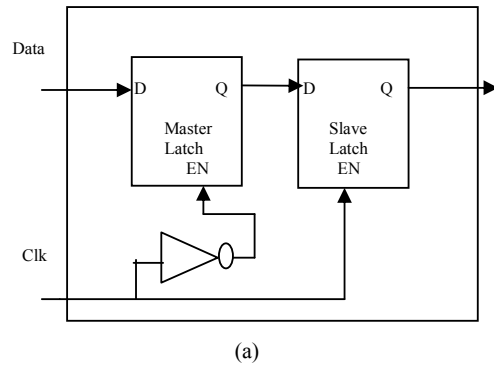 Data
D Q
D Q
Master
Latch
EN
Slave
Latch
EN
Clk
(a)